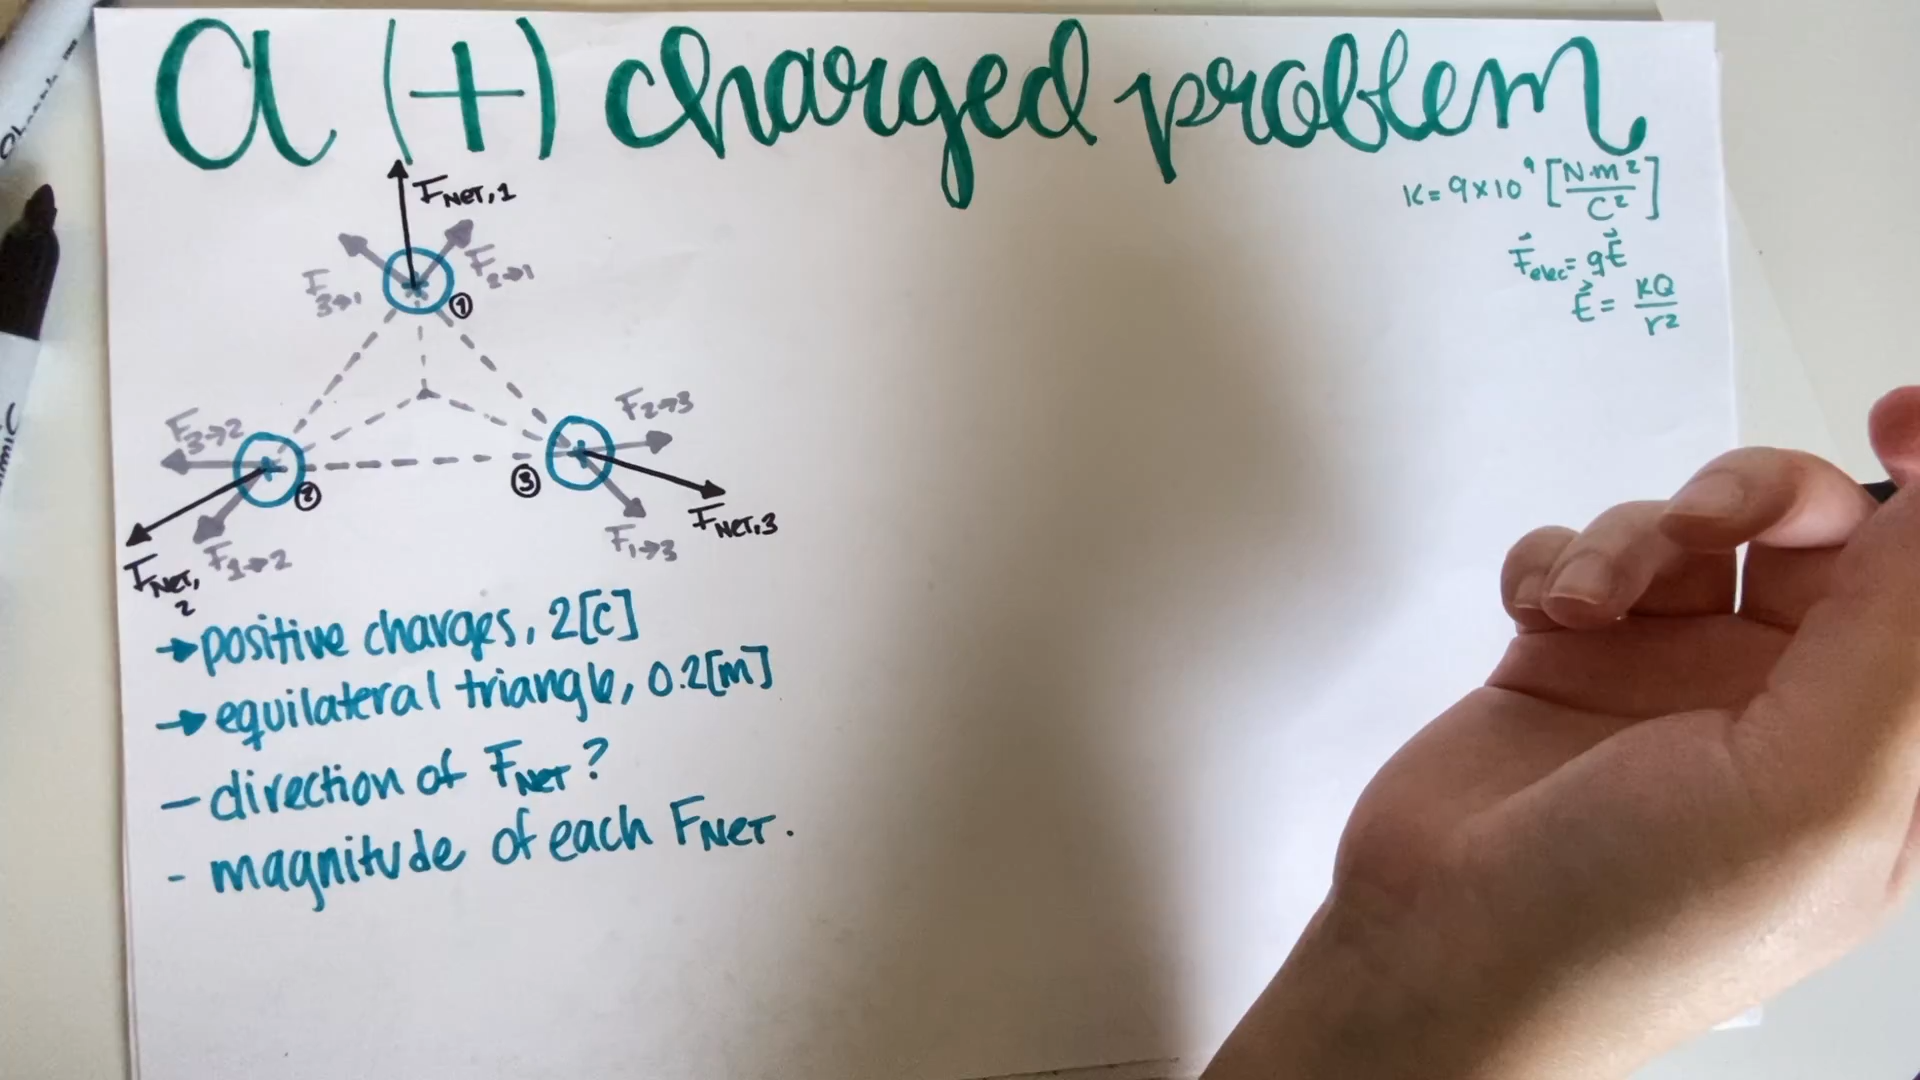 a (+) charged problem
K = 9x10⁹ [N·m²/C²]
F⃗elec = qE⃗
E⃗ = KQ/r²
FNET,1
F3→1
F2→1
1
F3→2
F2→3
2
3
FNET,2
F1→2
F1→3
FNET,3
→ positive charges, 2[C]
→ equilateral triangle, 0.2[m]
— direction of FNET?
- magnitude of each FNET.